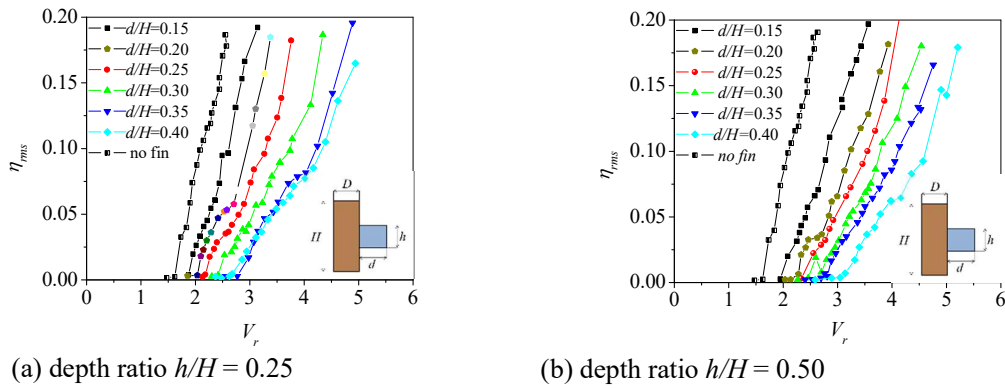 (a)
(b)
0.20
0.15
0.10
0.05
0.00
η_rms
d/H=0.15
d/H=0.20
d/H=0.25
d/H=0.30
d/H=0.35
d/H=0.40
no fin
D
H
h
d
0 1 2 3 4 5 6
V_r
(a) depth ratio h/H = 0.25
0.20
0.15
0.10
0.05
0.00
η_rms
d/H=0.15
d/H=0.20
d/H=0.25
d/H=0.30
d/H=0.35
d/H=0.40
no fin
D
H
h
d
0 1 2 3 4 5 6
V_r
(b) depth ratio h/H = 0.50